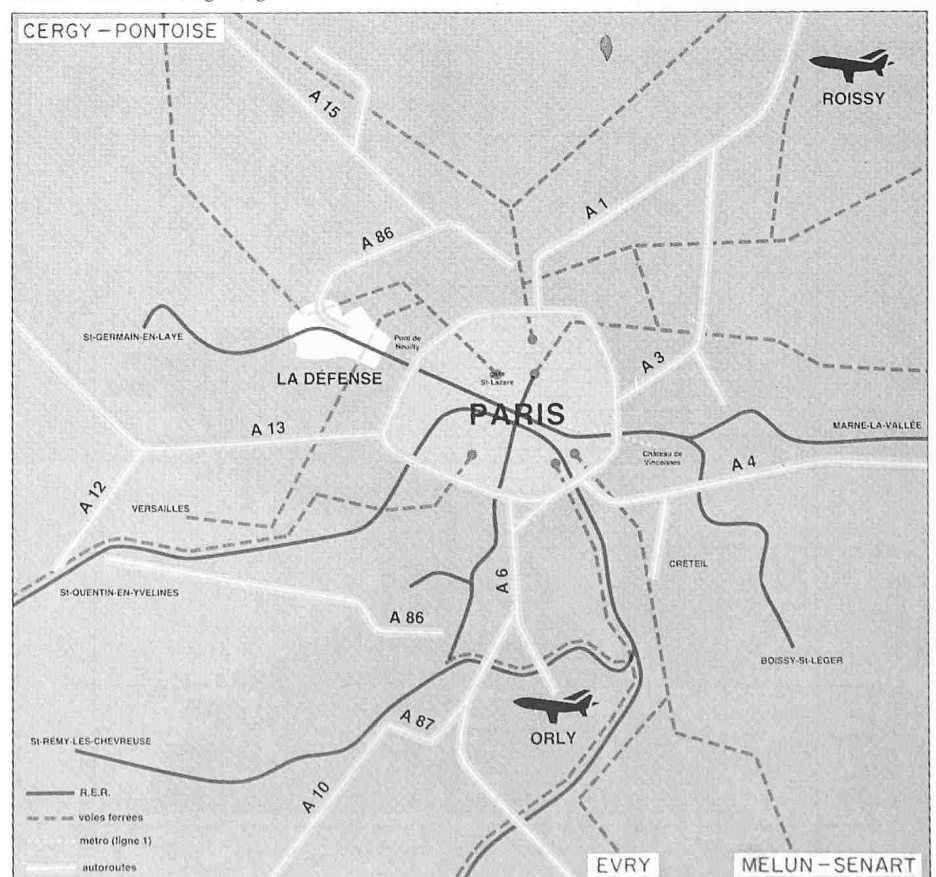 CERGY – PONTOISE
ROISSY
A 15
A 1
A 86
St-GERMAIN-EN-LAYE
Pont de
Neuilly
LA DÉFENSE
Gare
St-Lazare
A 3
PARIS
A 13
MARNE-LA-VALLÉE
Château de
Vincennes
A 4
A 12
VERSAILLES
CRÉTEIL
A 6
St-QUENTIN-EN-YVELINES
A 86
BOISSY-St-LÉGER
ORLY
A 87
St-RÉMY-LES-CHEVREUSE
A 10
R.E.R.
voies ferrées
métro (ligne 1)
autoroutes
EVRY
MELUN – SENART